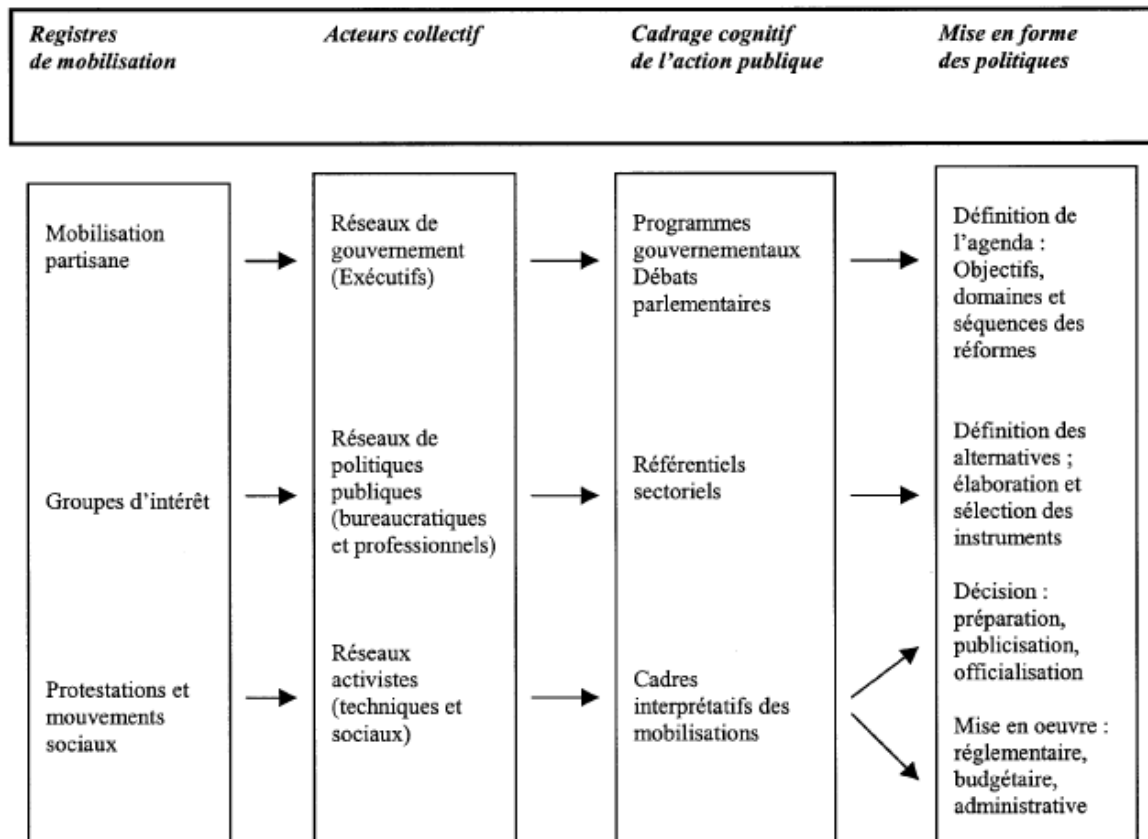 Registres
de mobilisation
Acteurs collectif
Cadrage cognitif
de l'action publique
Mise en forme
des politiques
Mobilisation
partisane
Réseaux de
gouvernement
(Exécutifs)
Programmes
gouvernementaux
Débats
parlementaires
Définition de
l'agenda :
Objectifs,
domaines et
séquences des
réformes
Groupes d'intérêt
Réseaux de
politiques
publiques
(bureaucratiques
et professionnels)
Référentiels
sectoriels
Définition des
alternatives ;
élaboration et
sélection des
instruments
Protestations et
mouvements
sociaux
Réseaux
activistes
(techniques et
sociaux)
Cadres
interprétatifs des
mobilisations
Décision :
préparation,
publicisation,
officialisation
Mise en oeuvre :
réglementaire,
budgétaire,
administrative